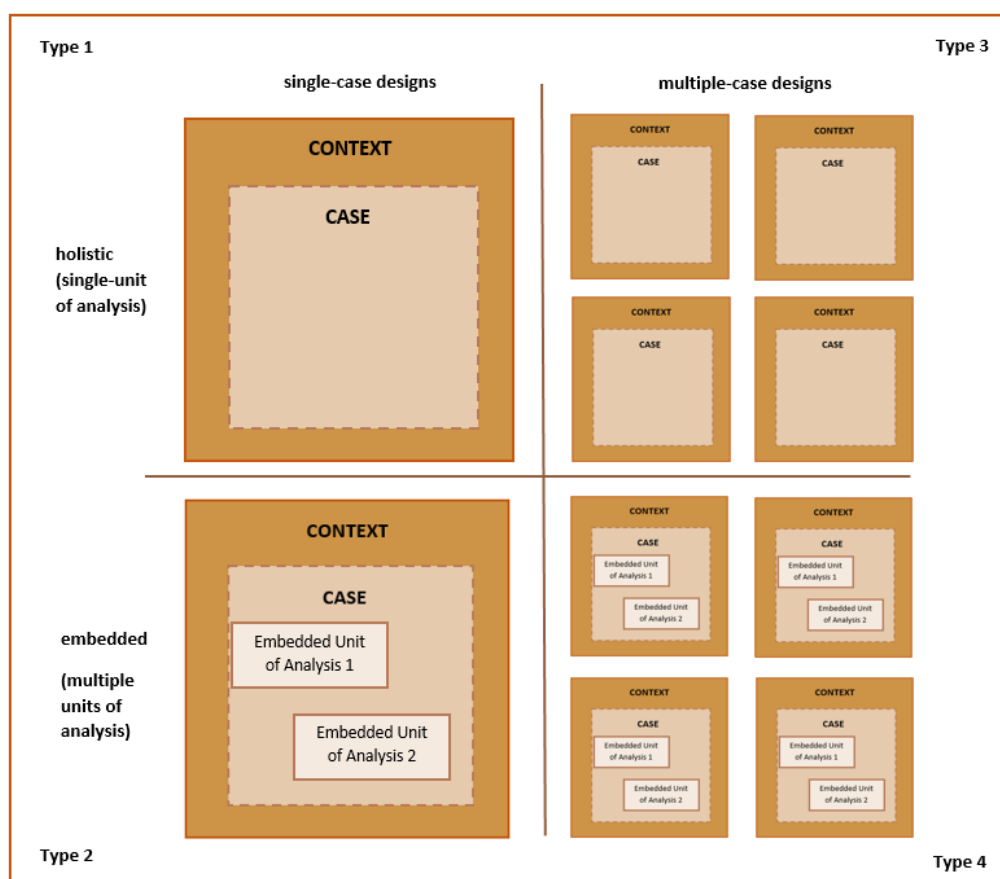 Type 1
Type 3
single-case designs
multiple-case designs
holistic
(single-unit
of analysis)
CONTEXT
CASE
CONTEXT
CASE
CONTEXT
CASE
CONTEXT
CASE
CONTEXT
CASE
embedded
(multiple
units of
analysis)
CONTEXT
CASE
Embedded Unit
of Analysis 1
Embedded Unit
of Analysis 2
CONTEXT
CASE
Embedded Unit
of Analysis 1
Embedded Unit
of Analysis 2
CONTEXT
CASE
Embedded Unit
of Analysis 1
Embedded Unit
of Analysis 2
CONTEXT
CASE
Embedded Unit
of Analysis 1
Embedded Unit
of Analysis 2
CONTEXT
CASE
Embedded Unit
of Analysis 1
Embedded Unit
of Analysis 2
Type 2
Type 4